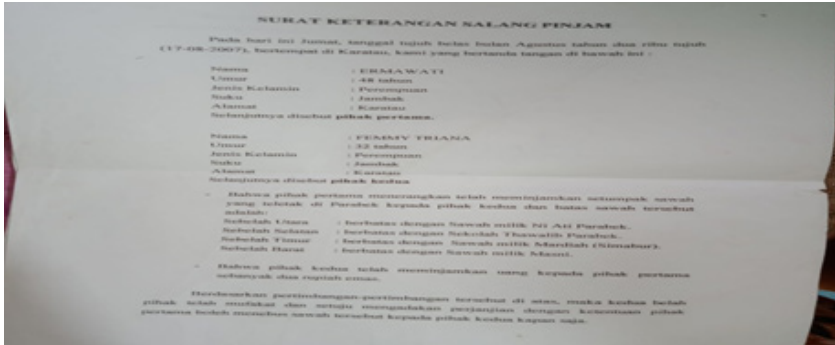 SURAT KETERANGAN SALANG PINJAM
Pada hari ini Jumat, tanggal tujuh belas bulan Agustus tahun dua ribu tujuh
(17-08-2007), bertempat di Karatau, kami yang bertanda tangan di bawah ini :
Nama : ERMAWATI
Umur : 48 tahun
Jenis Kelamin : Perempuan
Suku : Jambak
Alamat : Karatau
Selanjutnya disebut pihak pertama.
Nama : FEMMY TRIANA
Umur : 32 tahun
Jenis Kelamin : Perempuan
Suku : Jambak
Alamat : Karatau
Selanjutnya disebut pihak kedua
- Bahwa pihak pertama menerangkan telah meminjamkan setumpak sawah
yang teletak di Parabek kepada pihak kedua dan batas sawah tersebut
adalah:
Sebelah Utara : berbatas dengan Sawah milik Ni Ati Parabek.
Sebelah Selatan : berbatas dengan Sekolah Thawalib Parabek.
Sebelah Timur : berbatas dengan Sawah milik Mardiah (Simabur).
Sebelah Barat : berbatas dengan Sawah milik Masni.
- Bahwa pihak kedua telah meminjamkan uang kepada pihak pertama
sebanyak dua rupiah emas.
Berdasarkan pertimbangan-pertimbangan tersebut di atas, maka kedua belah
pihak telah mufakat dan setuju mengadakan perjanjian dengan ketentuan pihak
pertama boleh menebus sawah tersebut kepada pihak kedua kapan saja.